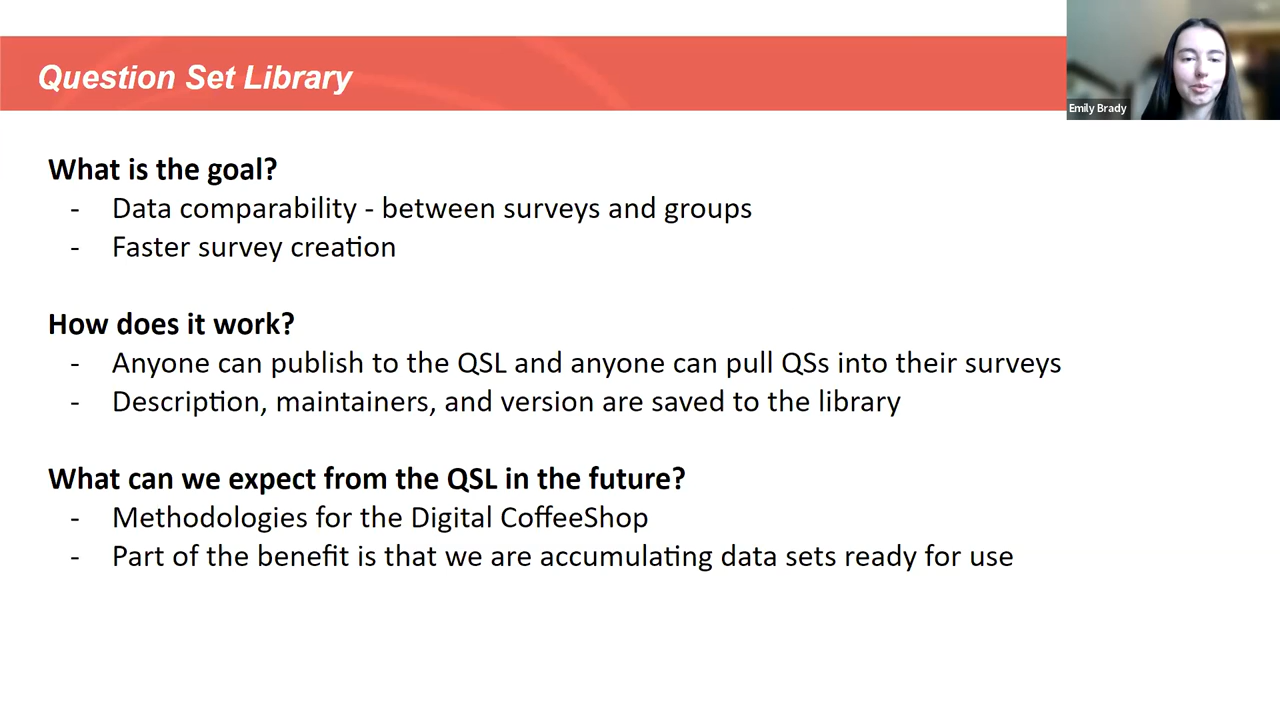 Question Set Library
Emily Brady
What is the goal?
- Data comparability - between surveys and groups
- Faster survey creation
How does it work?
- Anyone can publish to the QSL and anyone can pull QSs into their surveys
- Description, maintainers, and version are saved to the library
What can we expect from the QSL in the future?
- Methodologies for the Digital CoffeeShop
- Part of the benefit is that we are accumulating data sets ready for use